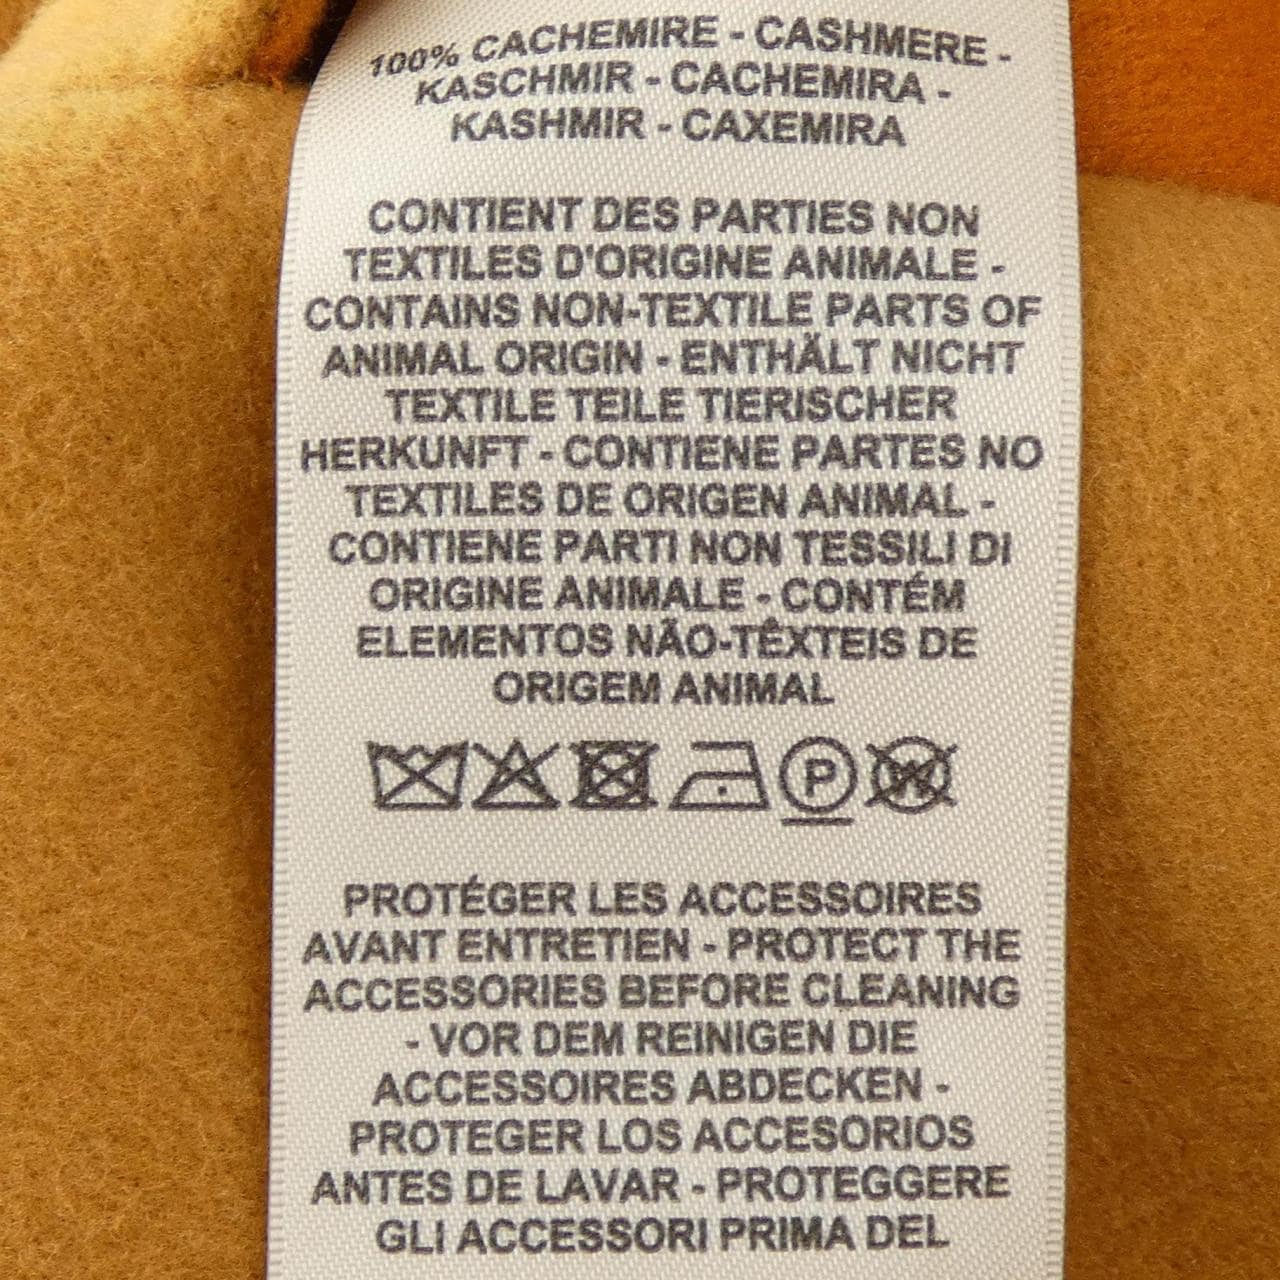 100% CACHEMIRE - CASHMERE -
KASCHMIR - CACHEMIRA -
KASHMIR - CAXEMIRA
CONTIENT DES PARTIES NON
TEXTILES D'ORIGINE ANIMALE -
CONTAINS NON-TEXTILE PARTS OF
ANIMAL ORIGIN - ENTHÄLT NICHT
TEXTILE TEILE TIERISCHER
HERKUNFT - CONTIENE PARTES NO
TEXTILES DE ORIGEN ANIMAL -
CONTIENE PARTI NON TESSILI DI
ORIGINE ANIMALE - CONTÉM
ELEMENTOS NÃO-TÊXTEIS DE
ORIGEM ANIMAL
P W
PROTÉGER LES ACCESSOIRES
AVANT ENTRETIEN - PROTECT THE
ACCESSORIES BEFORE CLEANING
- VOR DEM REINIGEN DIE
ACCESSOIRES ABDECKEN -
PROTEGER LOS ACCESORIOS
ANTES DE LAVAR - PROTEGGERE
GLI ACCESSORI PRIMA DEL